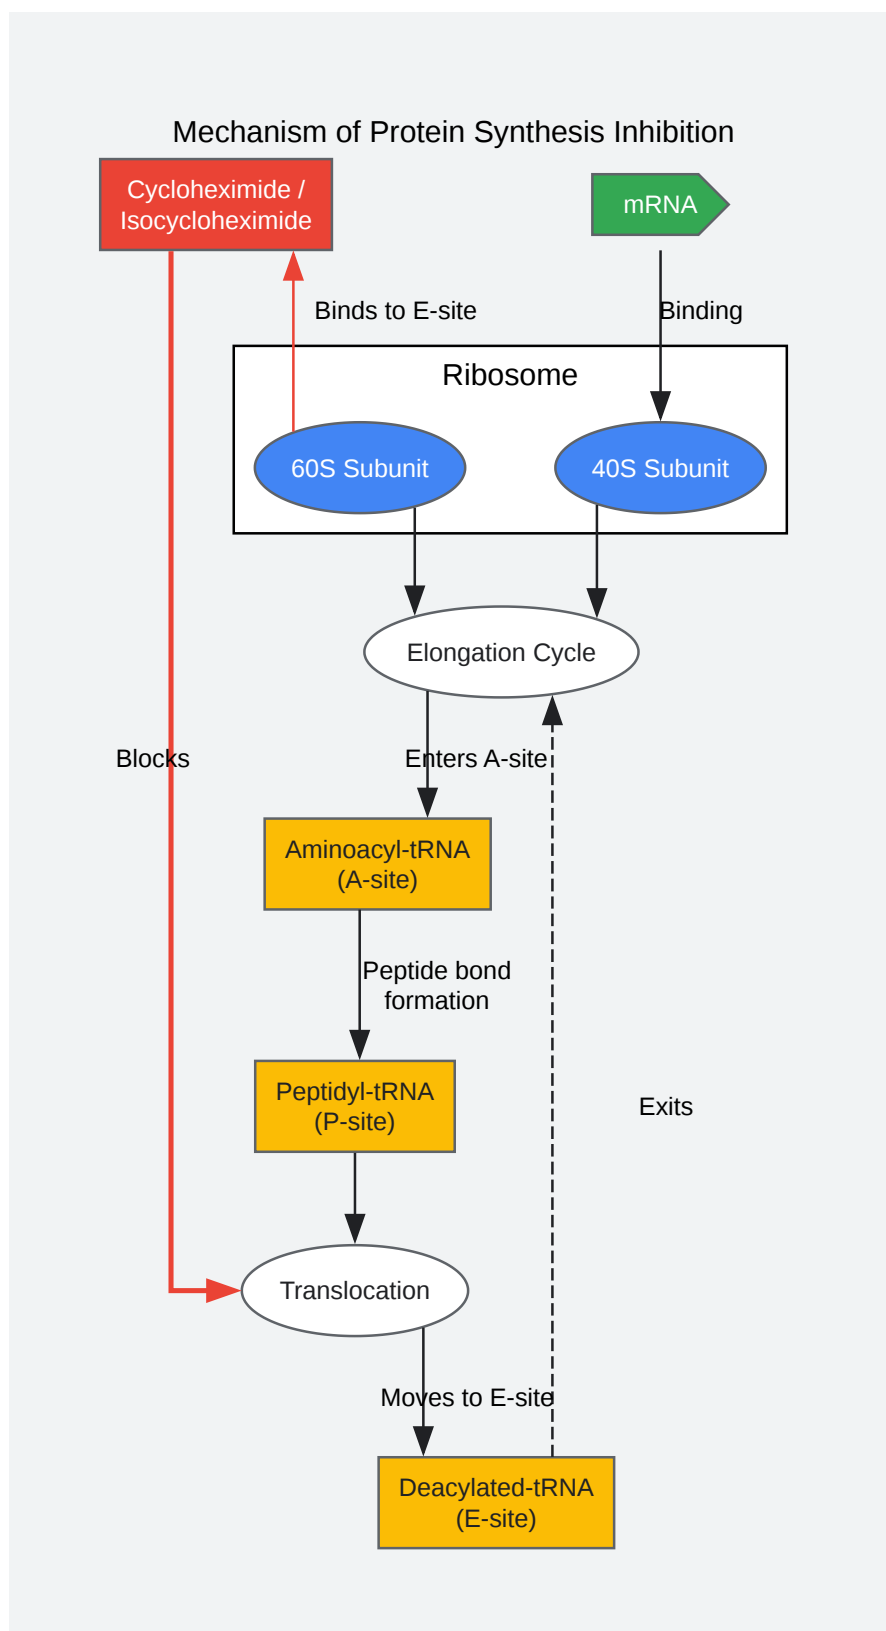 Mechanism of Protein Synthesis Inhibition
Cycloheximide /
Isocycloheximide
mRNA
Binds to E-site
Binding
Ribosome
60S Subunit
40S Subunit
Elongation Cycle
Blocks
Enters A-site
Aminoacyl-tRNA
(A-site)
Peptide bond
formation
Peptidyl-tRNA
(P-site)
Exits
Translocation
Moves to E-site
Deacylated-tRNA
(E-site)